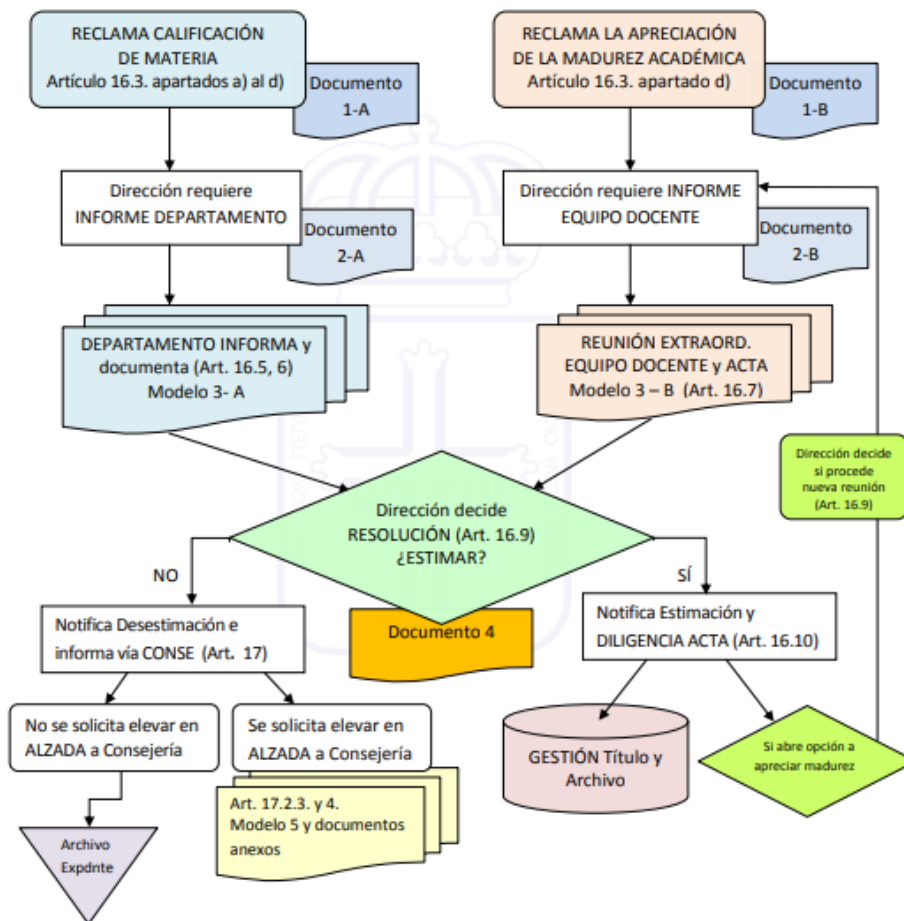 RECLAMA CALIFICACIÓN
DE MATERIA
Artículo 16.3. apartados a) al d)
Documento
1-A
RECLAMA LA APRECIACIÓN
DE LA MADUREZ ACADÉMICA
Artículo 16.3. apartado d)
Documento
1-B
Dirección requiere
INFORME DEPARTAMENTO
Documento
2-A
Dirección requiere INFORME
EQUIPO DOCENTE
Documento
2-B
DEPARTAMENTO INFORMA y
documenta (Art. 16.5, 6)
Modelo 3- A
REUNIÓN EXTRAORD.
EQUIPO DOCENTE y ACTA
Modelo 3 – B (Art. 16.7)
Dirección decide
si procede
nueva reunión
(Art. 16.9)
Dirección decide
RESOLUCIÓN (Art. 16.9)
¿ESTIMAR?
NO
SÍ
Notifica Desestimación e
informa vía CONSE (Art. 17)
Documento 4
Notifica Estimación y
DILIGENCIA ACTA (Art. 16.10)
No se solicita elevar en
ALZADA a Consejería
Se solicita elevar en
ALZADA a Consejería
GESTIÓN Título y
Archivo
Si abre opción a
apreciar madurez
Art. 17.2.3. y 4.
Modelo 5 y documentos
anexos
Archivo
Expdnte